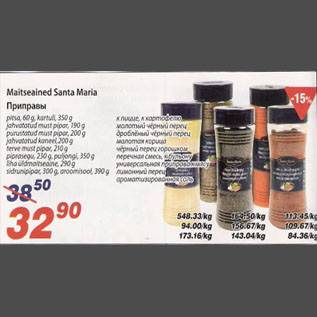 Maitseained Santa Maria
Приправы
pitsa, 60 g, kartuli, 350 g
jahvatatud must pipar, 190 g
purustatud must pipar, 200 g
jahvatatud kaneel, 200 g
terve must pipar, 210 g
piprasegu, 230 g, puljongi, 350 g
liha üldmaitseaine, 290 g
sidrunipipar, 300 g, aroomisool, 390 g
к пицце, к картофелю
молотый чёрный перец
дроблёный чёрный перец
молотая корица
чёрный перец горошком
перечная смесь, к бульону
универсальная приправа к мясу
лимонный перец
ароматизированная соль
-15%
38 50
32 90
548.33/kg 164.50/kg 113.45/kg
94.00/kg 156.67/kg 109.67/kg
173.16/kg 143.04/kg 84.36/kg